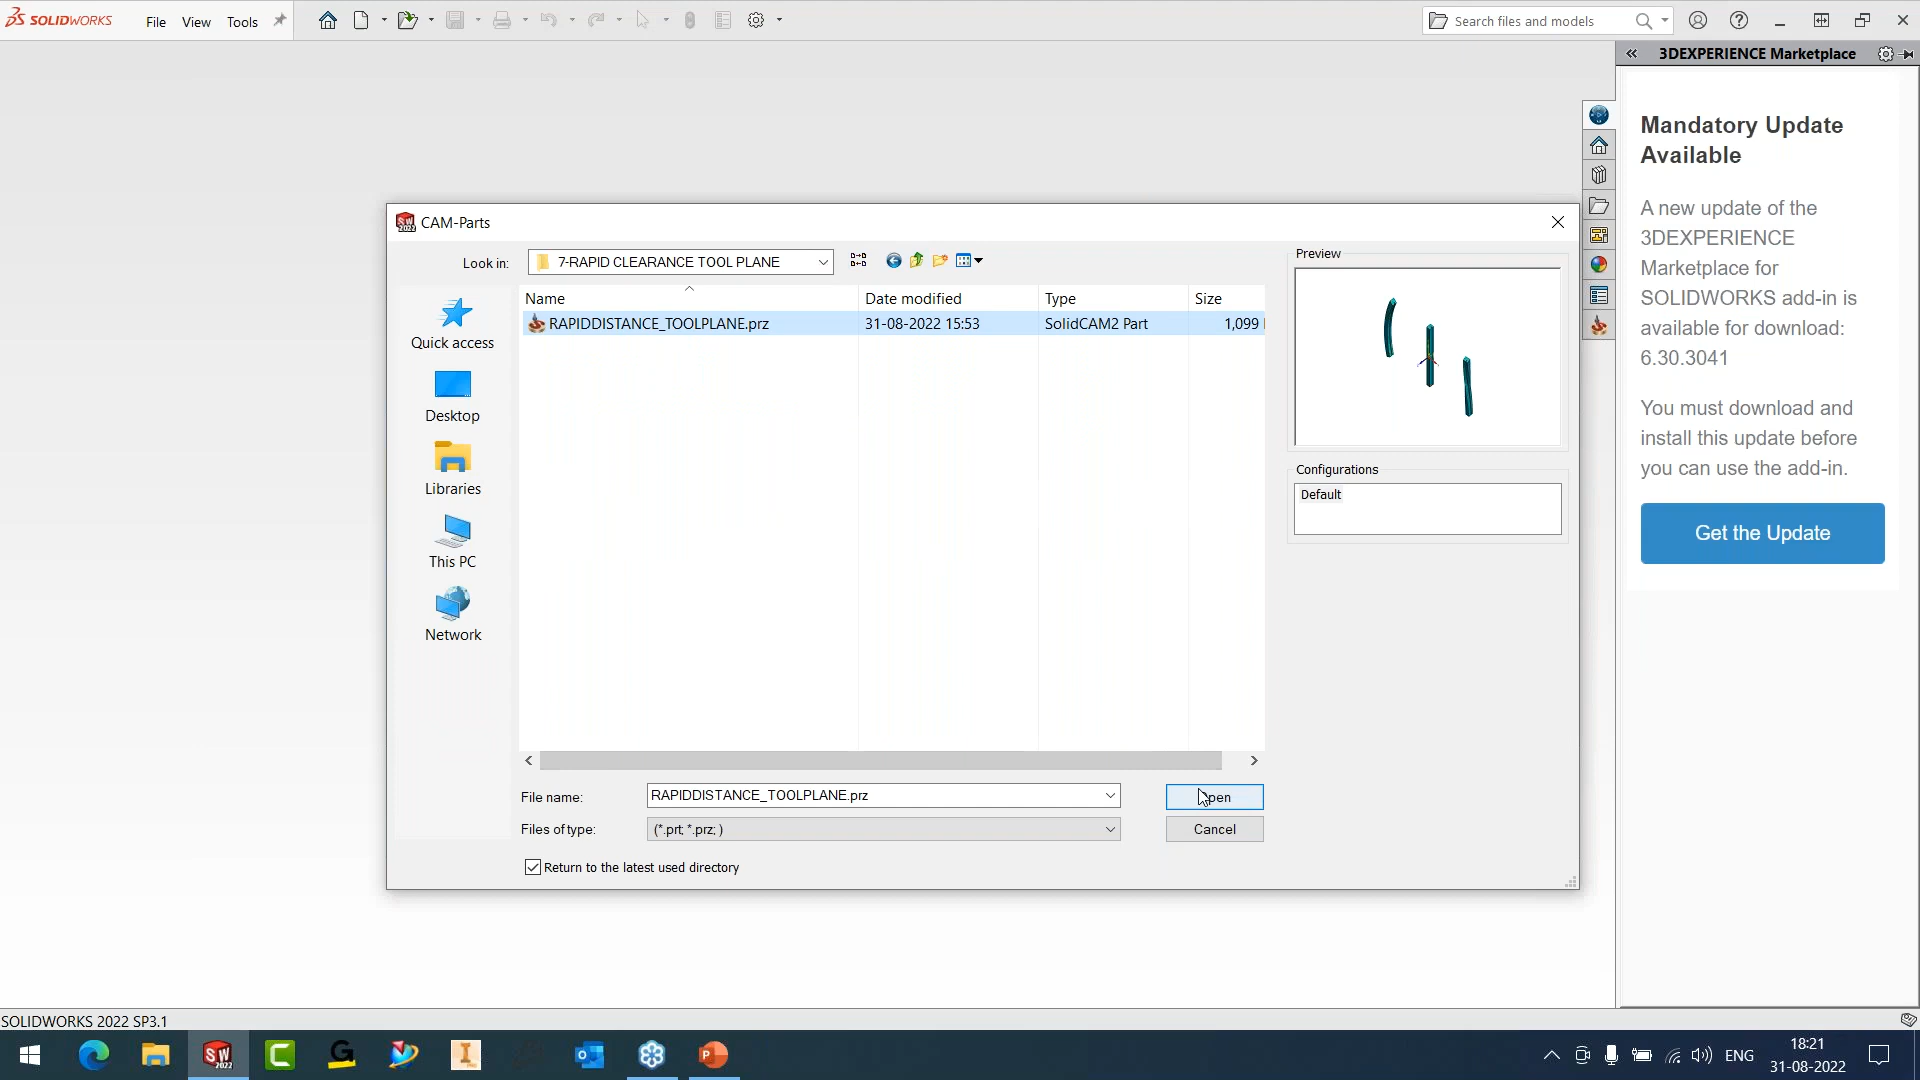 SOLIDWORKS File View Tools
Search files and models
3DEXPERIENCE Marketplace
Mandatory Update
Available
A new update of the
3DEXPERIENCE
Marketplace for
SOLIDWORKS add-in is
available for download:
6.30.3041
You must download and
install this update before
you can use the add-in.
Get the Update
CAM-Parts
Look in: 7-RAPID CLEARANCE TOOL PLANE
Preview
Name Date modified Type Size
RAPIDDISTANCE_TOOLPLANE.prz 31-08-2022 15:53 SolidCAM2 Part 1,099
Quick access
Desktop
Libraries
This PC
Network
Configurations
Default
File name: RAPIDDISTANCE_TOOLPLANE.prz Open
Files of type: (*.prt; *.prz; ) Cancel
Return to the latest used directory
SOLIDWORKS 2022 SP3.1
ENG
18:21
31-08-2022